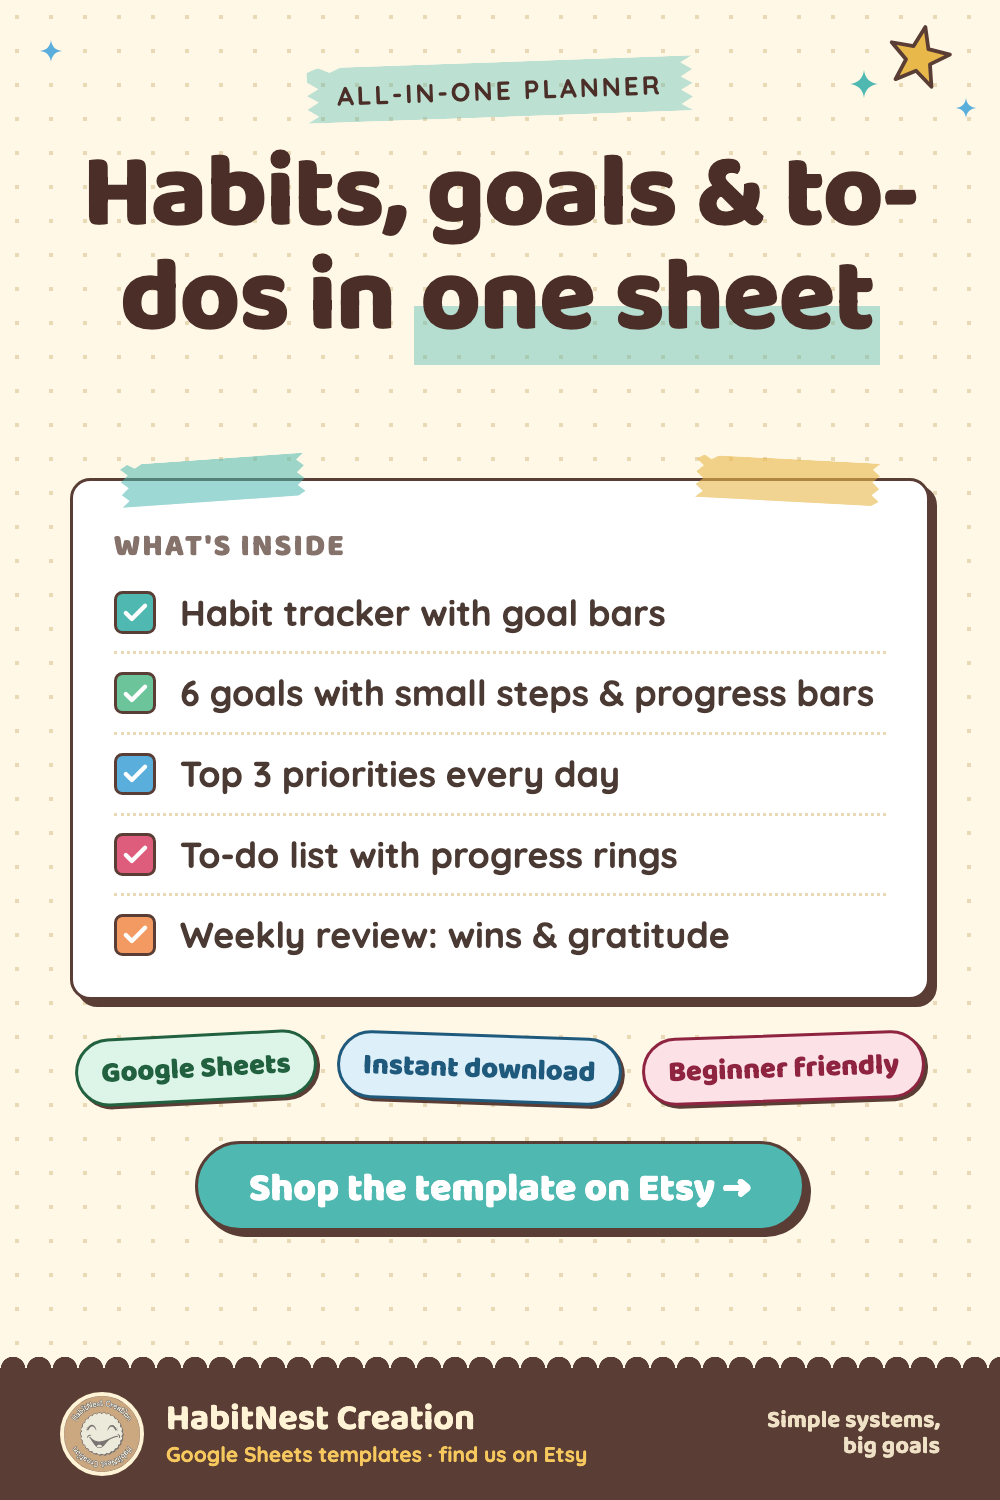 ALL-IN-ONE PLANNER
Habits, goals & to-
dos in one sheet
WHAT'S INSIDE
Habit tracker with goal bars
6 goals with small steps & progress bars
Top 3 priorities every day
To-do list with progress rings
Weekly review: wins & gratitude
Google Sheets
Instant download
Beginner friendly
Shop the template on Etsy →
HabitNest Creation
HabitNest Creation
Google Sheets templates · find us on Etsy
Simple systems,
big goals